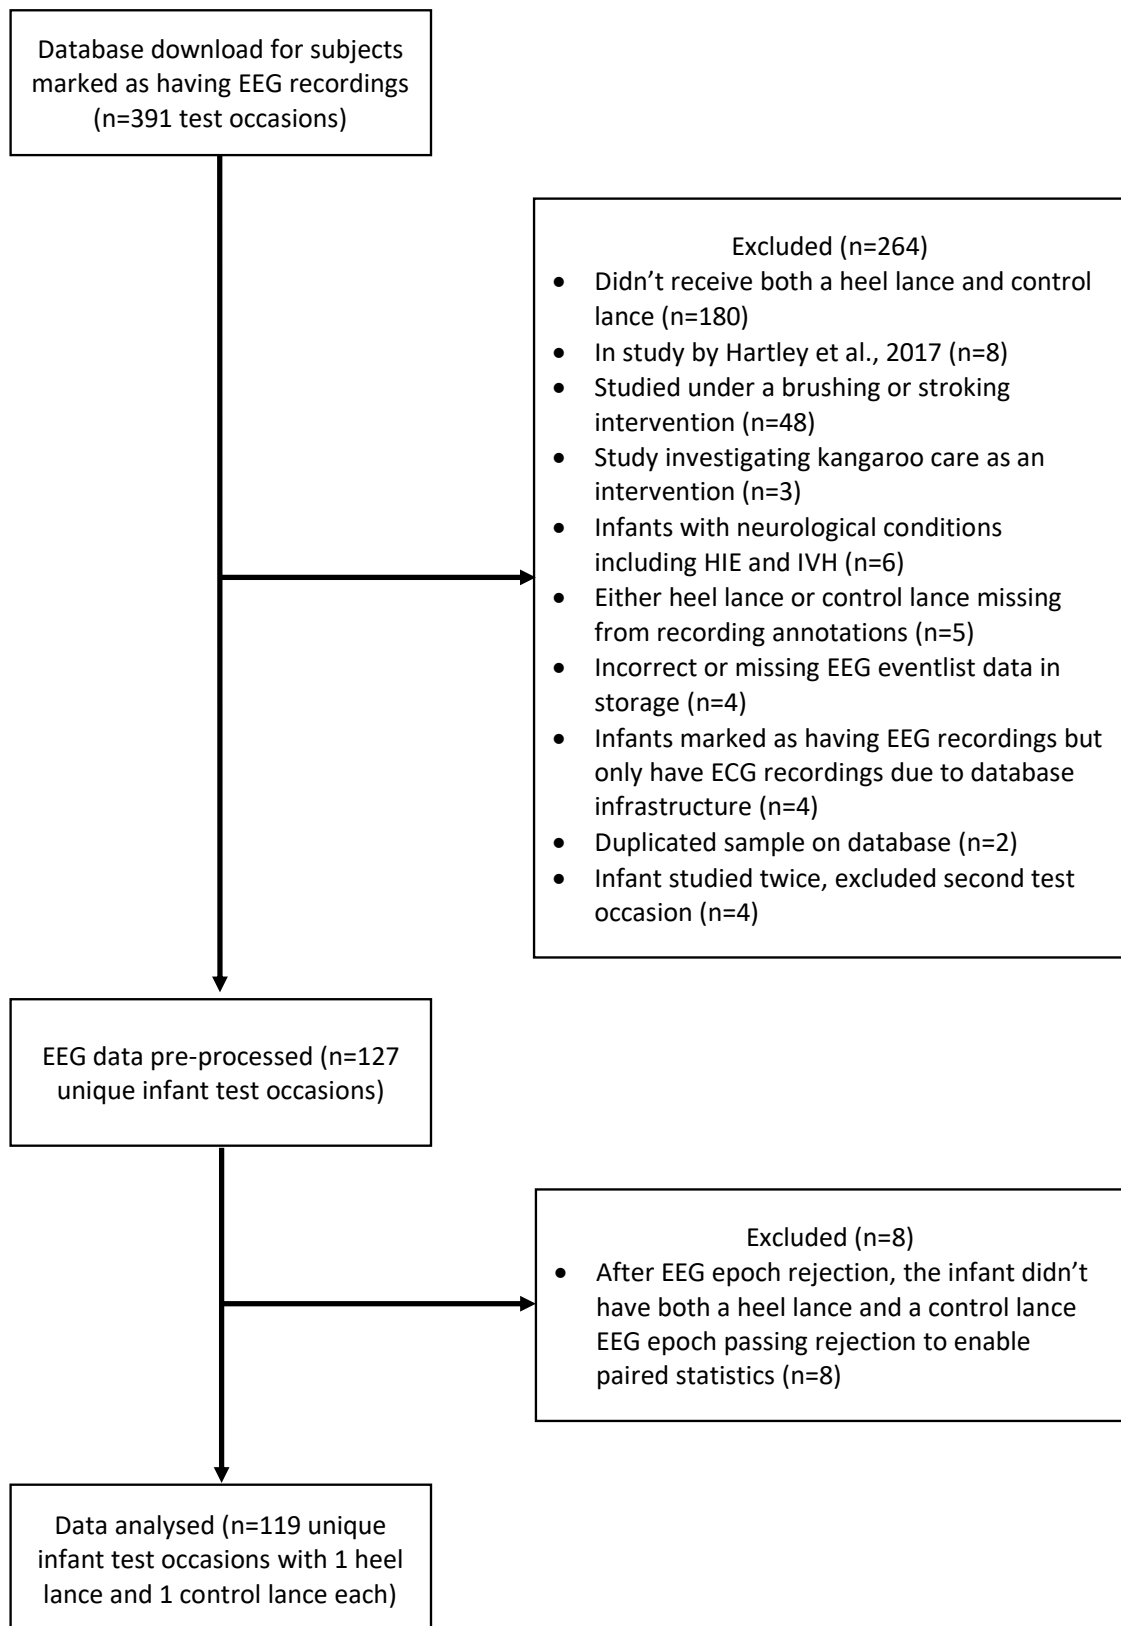 Database download for subjects
marked as having EEG recordings
(n=391 test occasions)
Excluded (n=264)
• Didn’t receive both a heel lance and control
lance (n=180)
• In study by Hartley et al., 2017 (n=8)
• Studied under a brushing or stroking
intervention (n=48)
• Study investigating kangaroo care as an
intervention (n=3)
• Infants with neurological conditions
including HIE and IVH (n=6)
• Either heel lance or control lance missing
from recording annotations (n=5)
• Incorrect or missing EEG eventlist data in
storage (n=4)
• Infants marked as having EEG recordings but
only have ECG recordings due to database
infrastructure (n=4)
• Duplicated sample on database (n=2)
• Infant studied twice, excluded second test
occasion (n=4)
EEG data pre-processed (n=127
unique infant test occasions)
Excluded (n=8)
• After EEG epoch rejection, the infant didn’t
have both a heel lance and a control lance
EEG epoch passing rejection to enable
paired statistics (n=8)
Data analysed (n=119 unique
infant test occasions with 1 heel
lance and 1 control lance each)